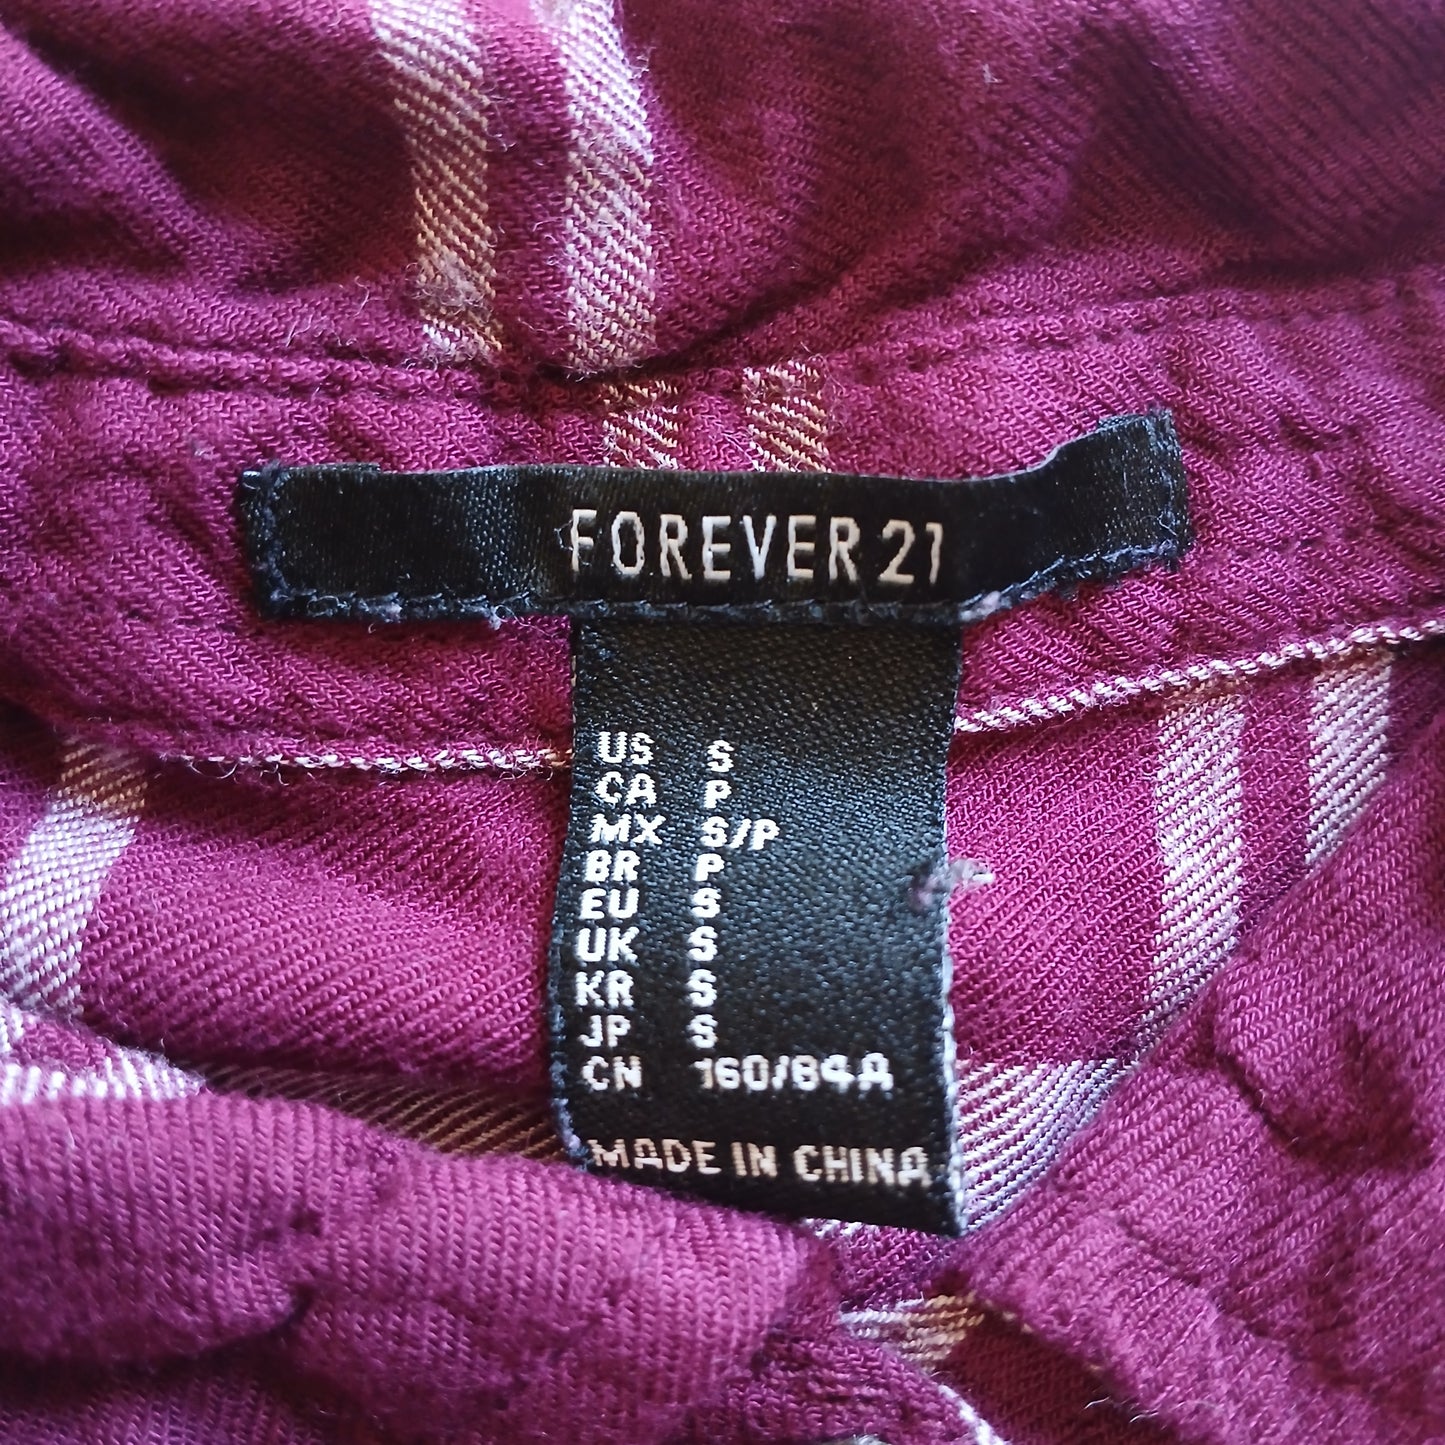 FOREVER 21
US S
CA P
MX S/P
BR P
EU S
UK S
KR S
JP S
CN 160/84A
MADE IN CHINA